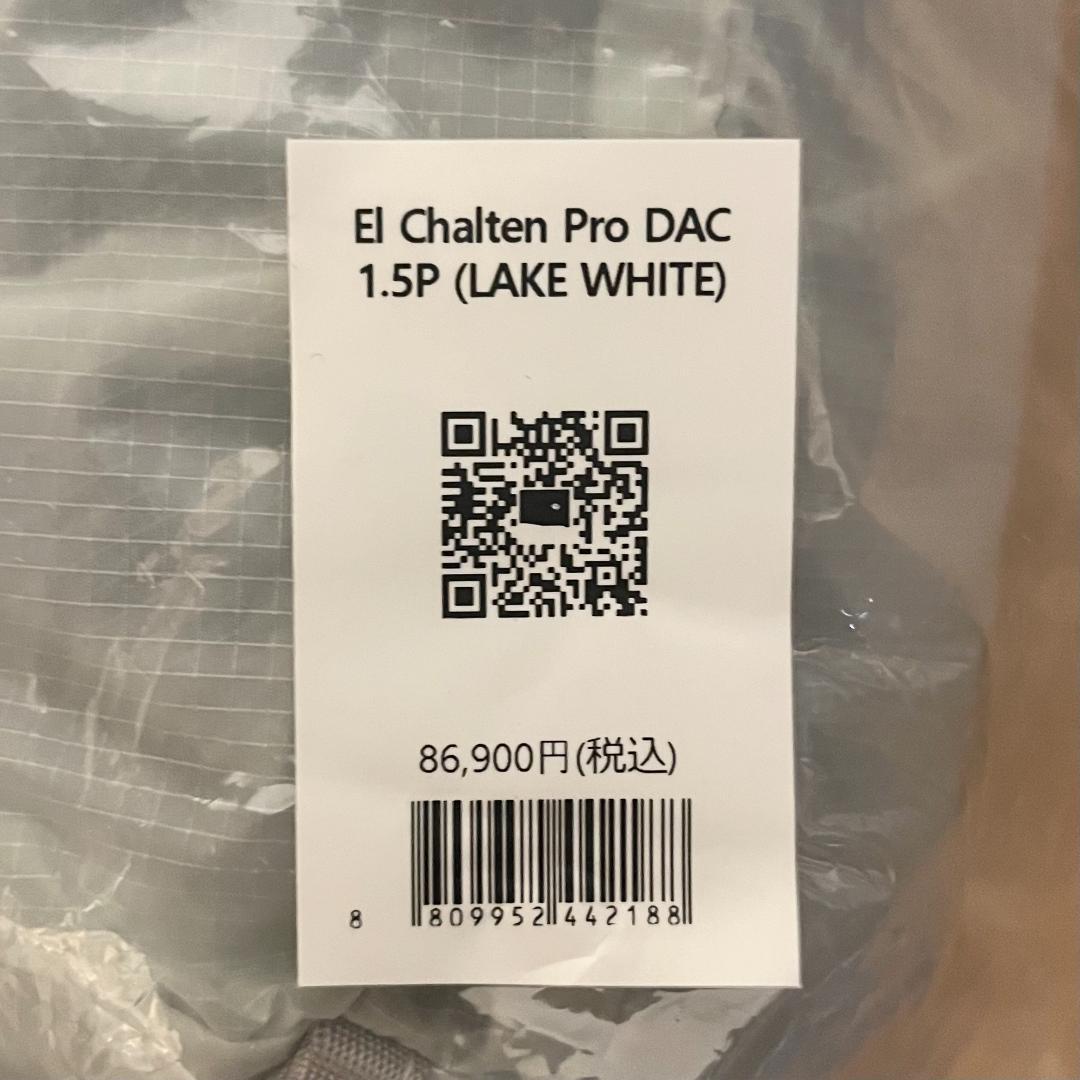 El Chalten Pro DAC
1.5P (LAKE WHITE)
86,900円(税込)
8 809952 442188